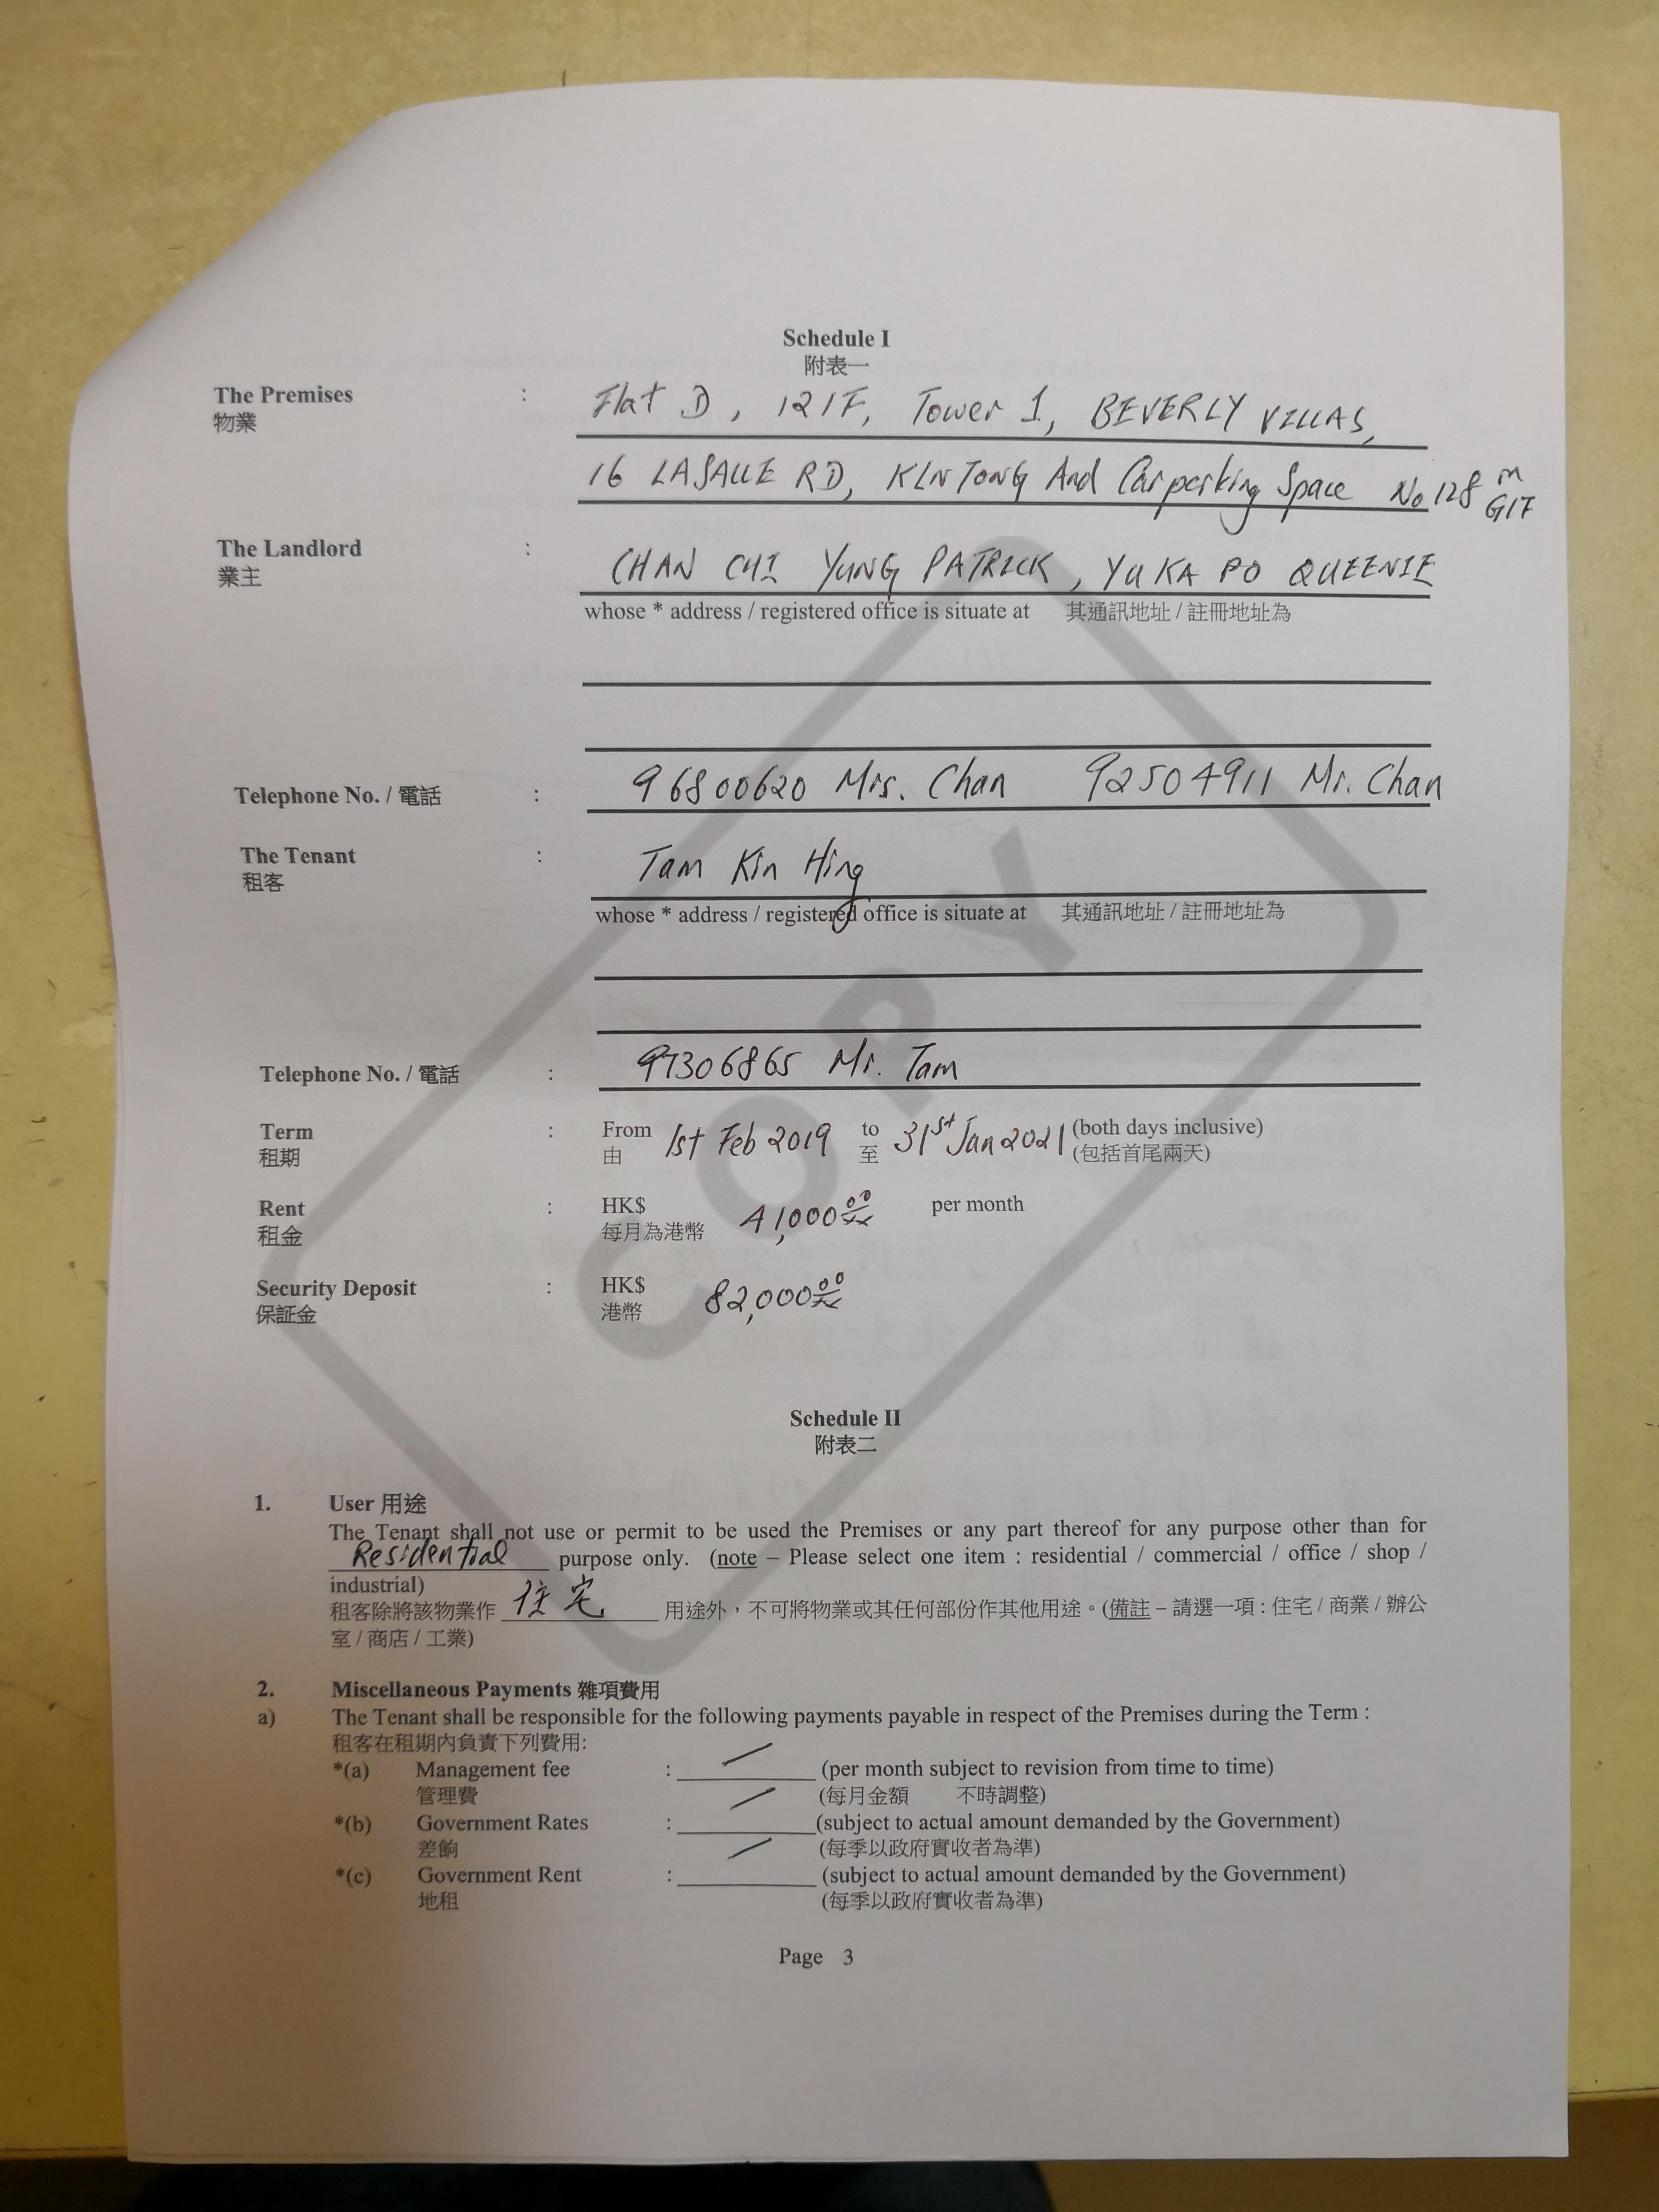 Schedule I
附表一
The Premises : Flat D, 12/F, Tower 1, BEVERLY VILLAS,
物業
16 LASALLE RD, KLN TONG And Carparking Space No 128 in G/F
The Landlord : CHAN CHI YUNG PATRICK, YU KA PO QUEENIE
業主
whose * address / registered office is situate at 其通訊地址 / 註冊地址為
Telephone No. / 電話 : 96800620 Mrs. Chan 92504911 Mr. Chan
The Tenant : Tam Kin Hing
租客
whose * address / registered office is situate at 其通訊地址 / 註冊地址為
Telephone No. / 電話 : 97306865 Mr. Tam
Term : From 1st Feb 2019 to 31st Jan 2021 (both days inclusive)
租期 由 至 (包括首尾兩天)
Rent : HK$ 41,000.00 per month
租金 每月為港幣
Security Deposit : HK$ 82,000.00
保証金 港幣
COPY
Schedule II
附表二
1. User 用途
The Tenant shall not use or permit to be used the Premises or any part thereof for any purpose other than for
Residential purpose only. (note – Please select one item : residential / commercial / office / shop /
industrial)
租客除將該物業作 住宅 用途外，不可將物業或其任何部份作其他用途。(備註 – 請選一項 : 住宅 / 商業 / 辦公
室 / 商店 / 工業)
2. Miscellaneous Payments 雜項費用
a) The Tenant shall be responsible for the following payments payable in respect of the Premises during the Term :
租客在租期內負責下列費用:
*(a) Management fee : / (per month subject to revision from time to time)
管理費 (每月金額 不時調整)
*(b) Government Rates : / (subject to actual amount demanded by the Government)
差餉 (每季以政府實收者為準)
*(c) Government Rent : / (subject to actual amount demanded by the Government)
地租 (每季以政府實收者為準)
Page 3